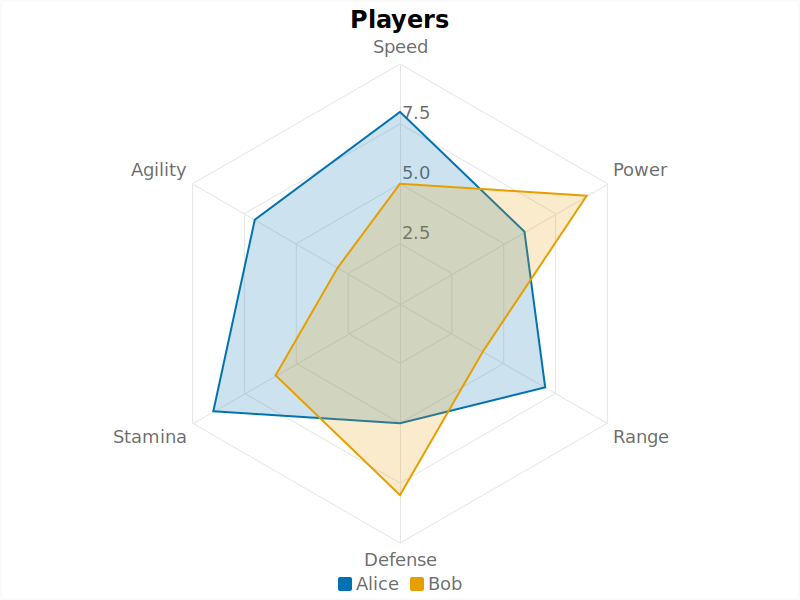 Players
Speed
7.5
Agility
Power
5.0
2.5
Stamina
Range
Defense
Alice Bob